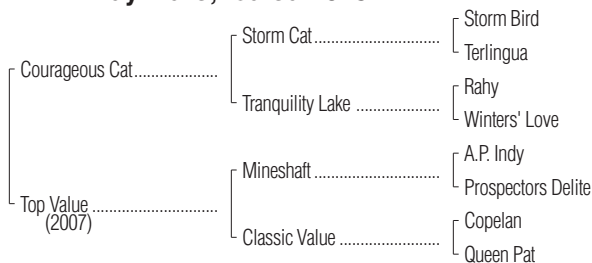 Storm Bird
Storm Cat
Terlingua
Courageous Cat
Rahy
Tranquility Lake
Winters' Love
A.P. Indy
Mineshaft
Prospectors Delite
Top Value
(2007)
Copelan
Classic Value
Queen Pat